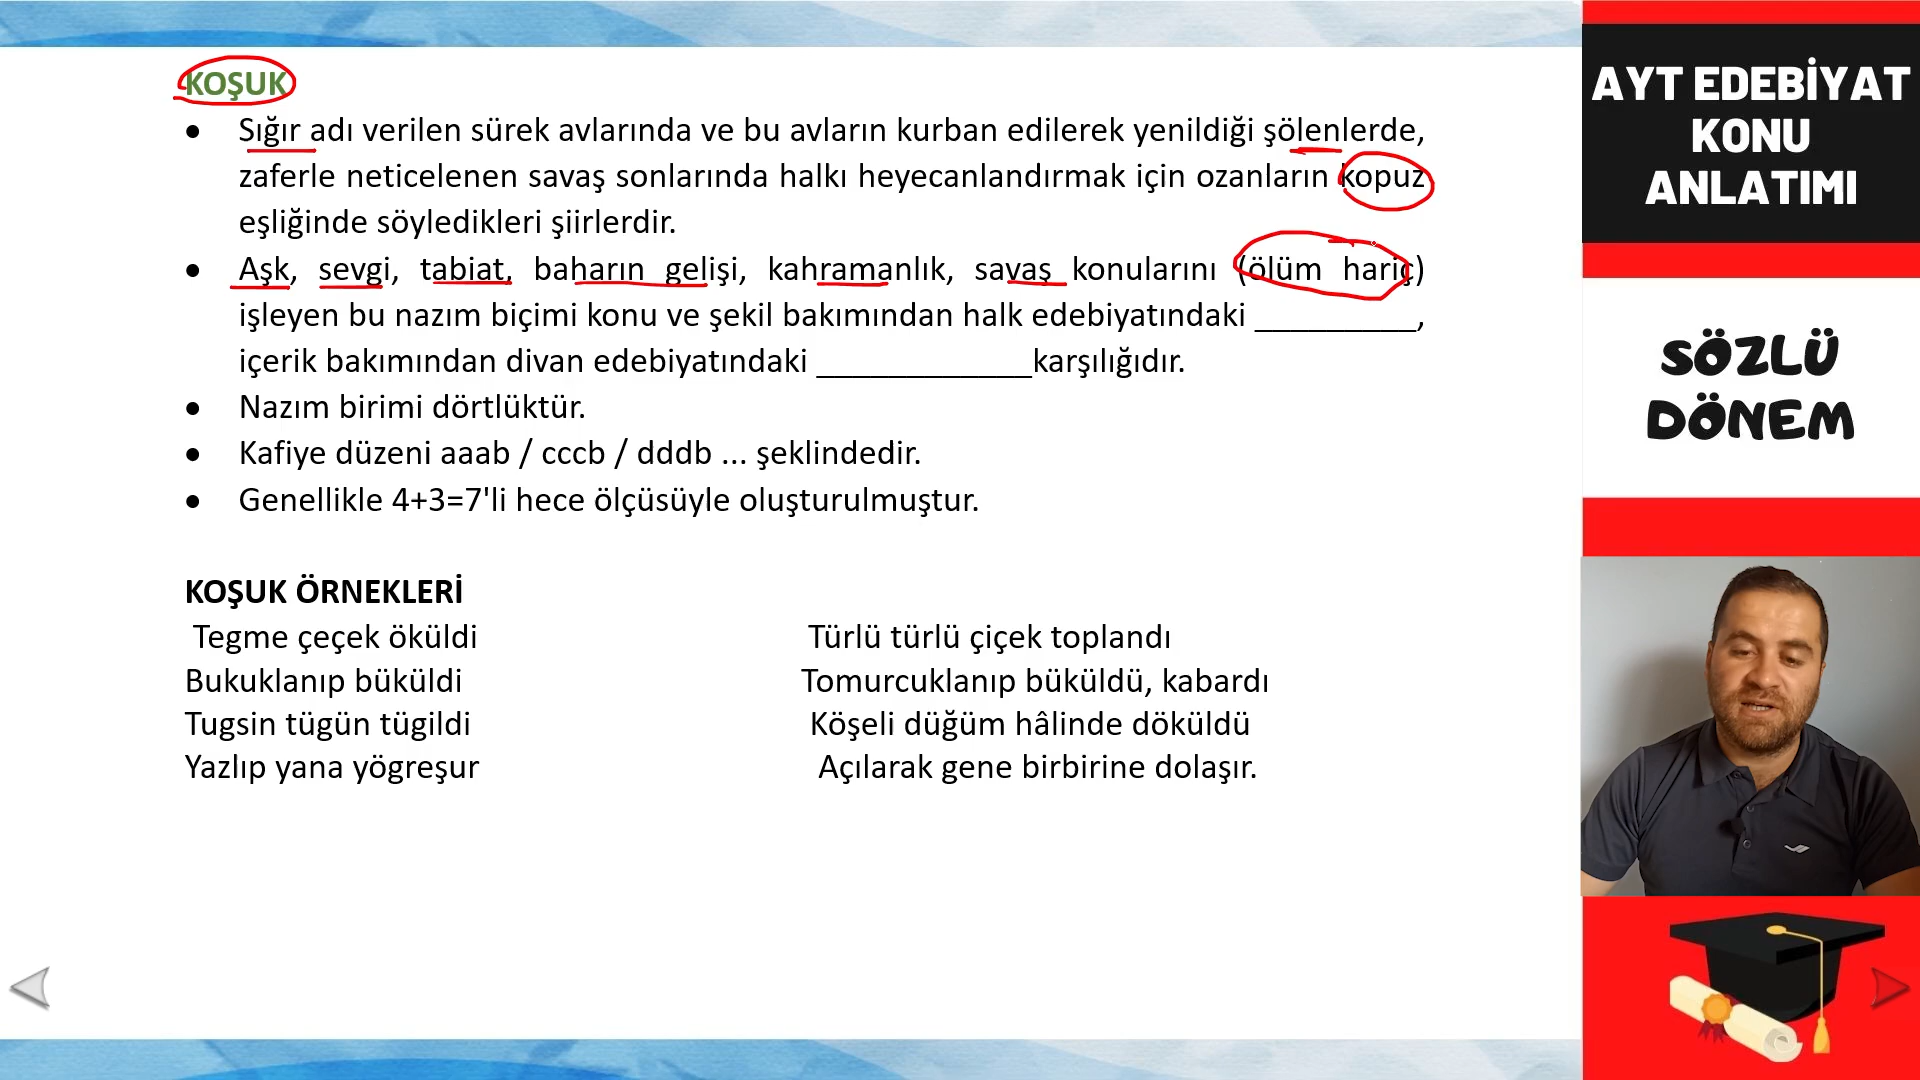 KOŞUK
• Sığır adı verilen sürek avlarında ve bu avların kurban edilerek yenildiği şölenlerde,
zaferle neticelenen savaş sonlarında halkı heyecanlandırmak için ozanların kopuz
eşliğinde söyledikleri şiirlerdir.
• Aşk, sevgi, tabiat, baharın gelişi, kahramanlık, savaş konularını (ölüm hariç)
işleyen bu nazım biçimi konu ve şekil bakımından halk edebiyatındaki _________,
içerik bakımından divan edebiyatındaki ____________karşılığıdır.
• Nazım birimi dörtlüktür.
• Kafiye düzeni aaab / cccb / dddb ... şeklindedir.
• Genellikle 4+3=7'li hece ölçüsüyle oluşturulmuştur.
KOŞUK ÖRNEKLERİ
Tegme çeçek öküldi
Bukuklanıp büküldi
Tugsin tügün tügildi
Yazlıp yana yögreşur
Türlü türlü çiçek toplandı
Tomurcuklanıp büküldü, kabardı
Köşeli düğüm hâlinde döküldü
Açılarak gene birbirine dolaşır.
AYT EDEBİYAT
KONU
ANLATIMI
SÖZLÜ
DÖNEM